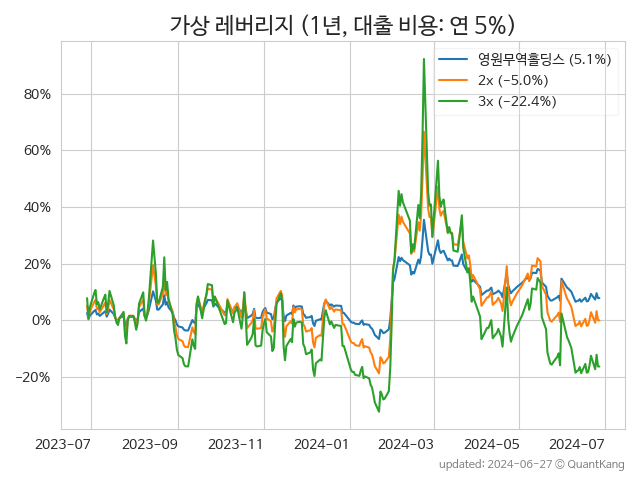 가상 레버리지 (1년, 대출 비용: 연 5%)
영원무역홀딩스 (5.1%)
2x (−5.0%)
3x (−22.4%)
80%
60%
40%
20%
0%
−20%
2023-07 2023-09 2023-11 2024-01 2024-03 2024-05 2024-07
updated: 2024-06-27 © QuantKang